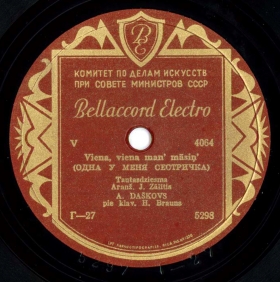 BE
КОМИТЕТ ПО ДЕЛАМ ИСКУССТВ
ПРИ СОВЕТЕ МИНИСТРОВ СССР
Bellaccord Electro
V 4064
Viena, viena man' māsiņ'
(ОДНА У МЕНЯ СЕСТРИЧКА)
Tautasdziesma
Aranž. J. Zālītis
A. DAŠKOVS
pie klav. H. Brauns
Г—27 5298